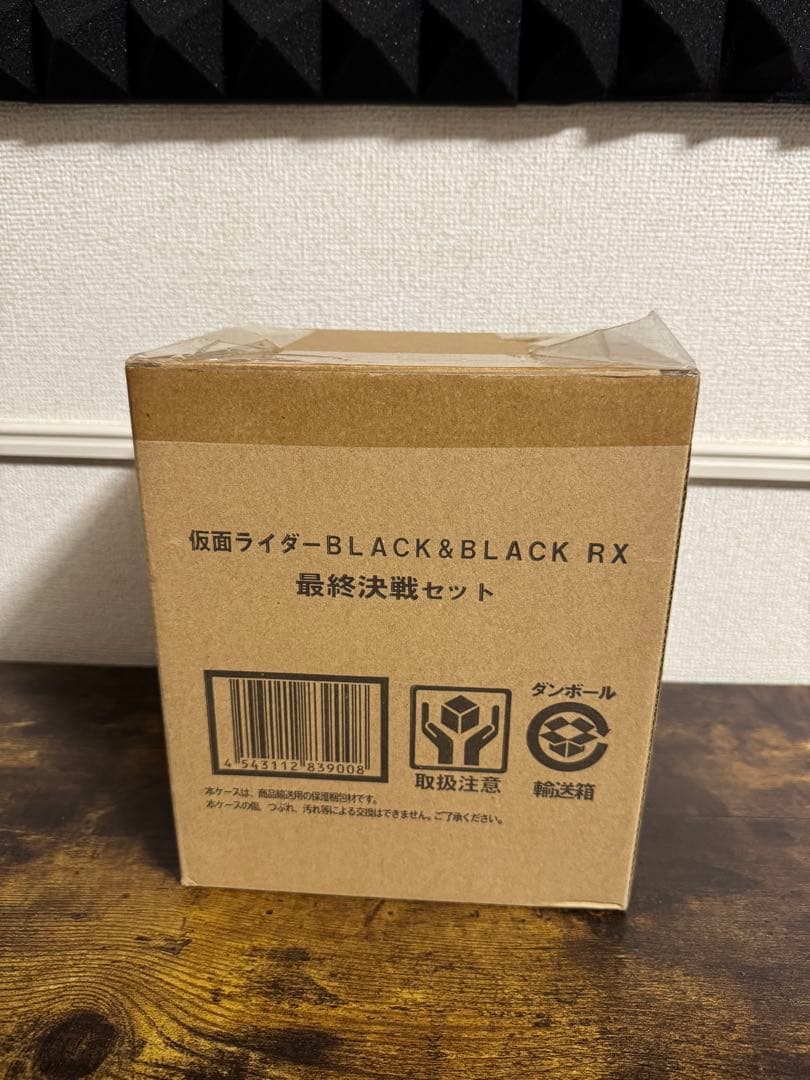 仮面ライダーBLACK&BLACK RX
最終決戦セット
ダンボール
4 543112 839008
取扱注意
輸送箱
本ケースは、商品輸送用の保護梱包材です。
本ケースの傷、つぶれ、汚れ等による交換はできません。ご了承ください。